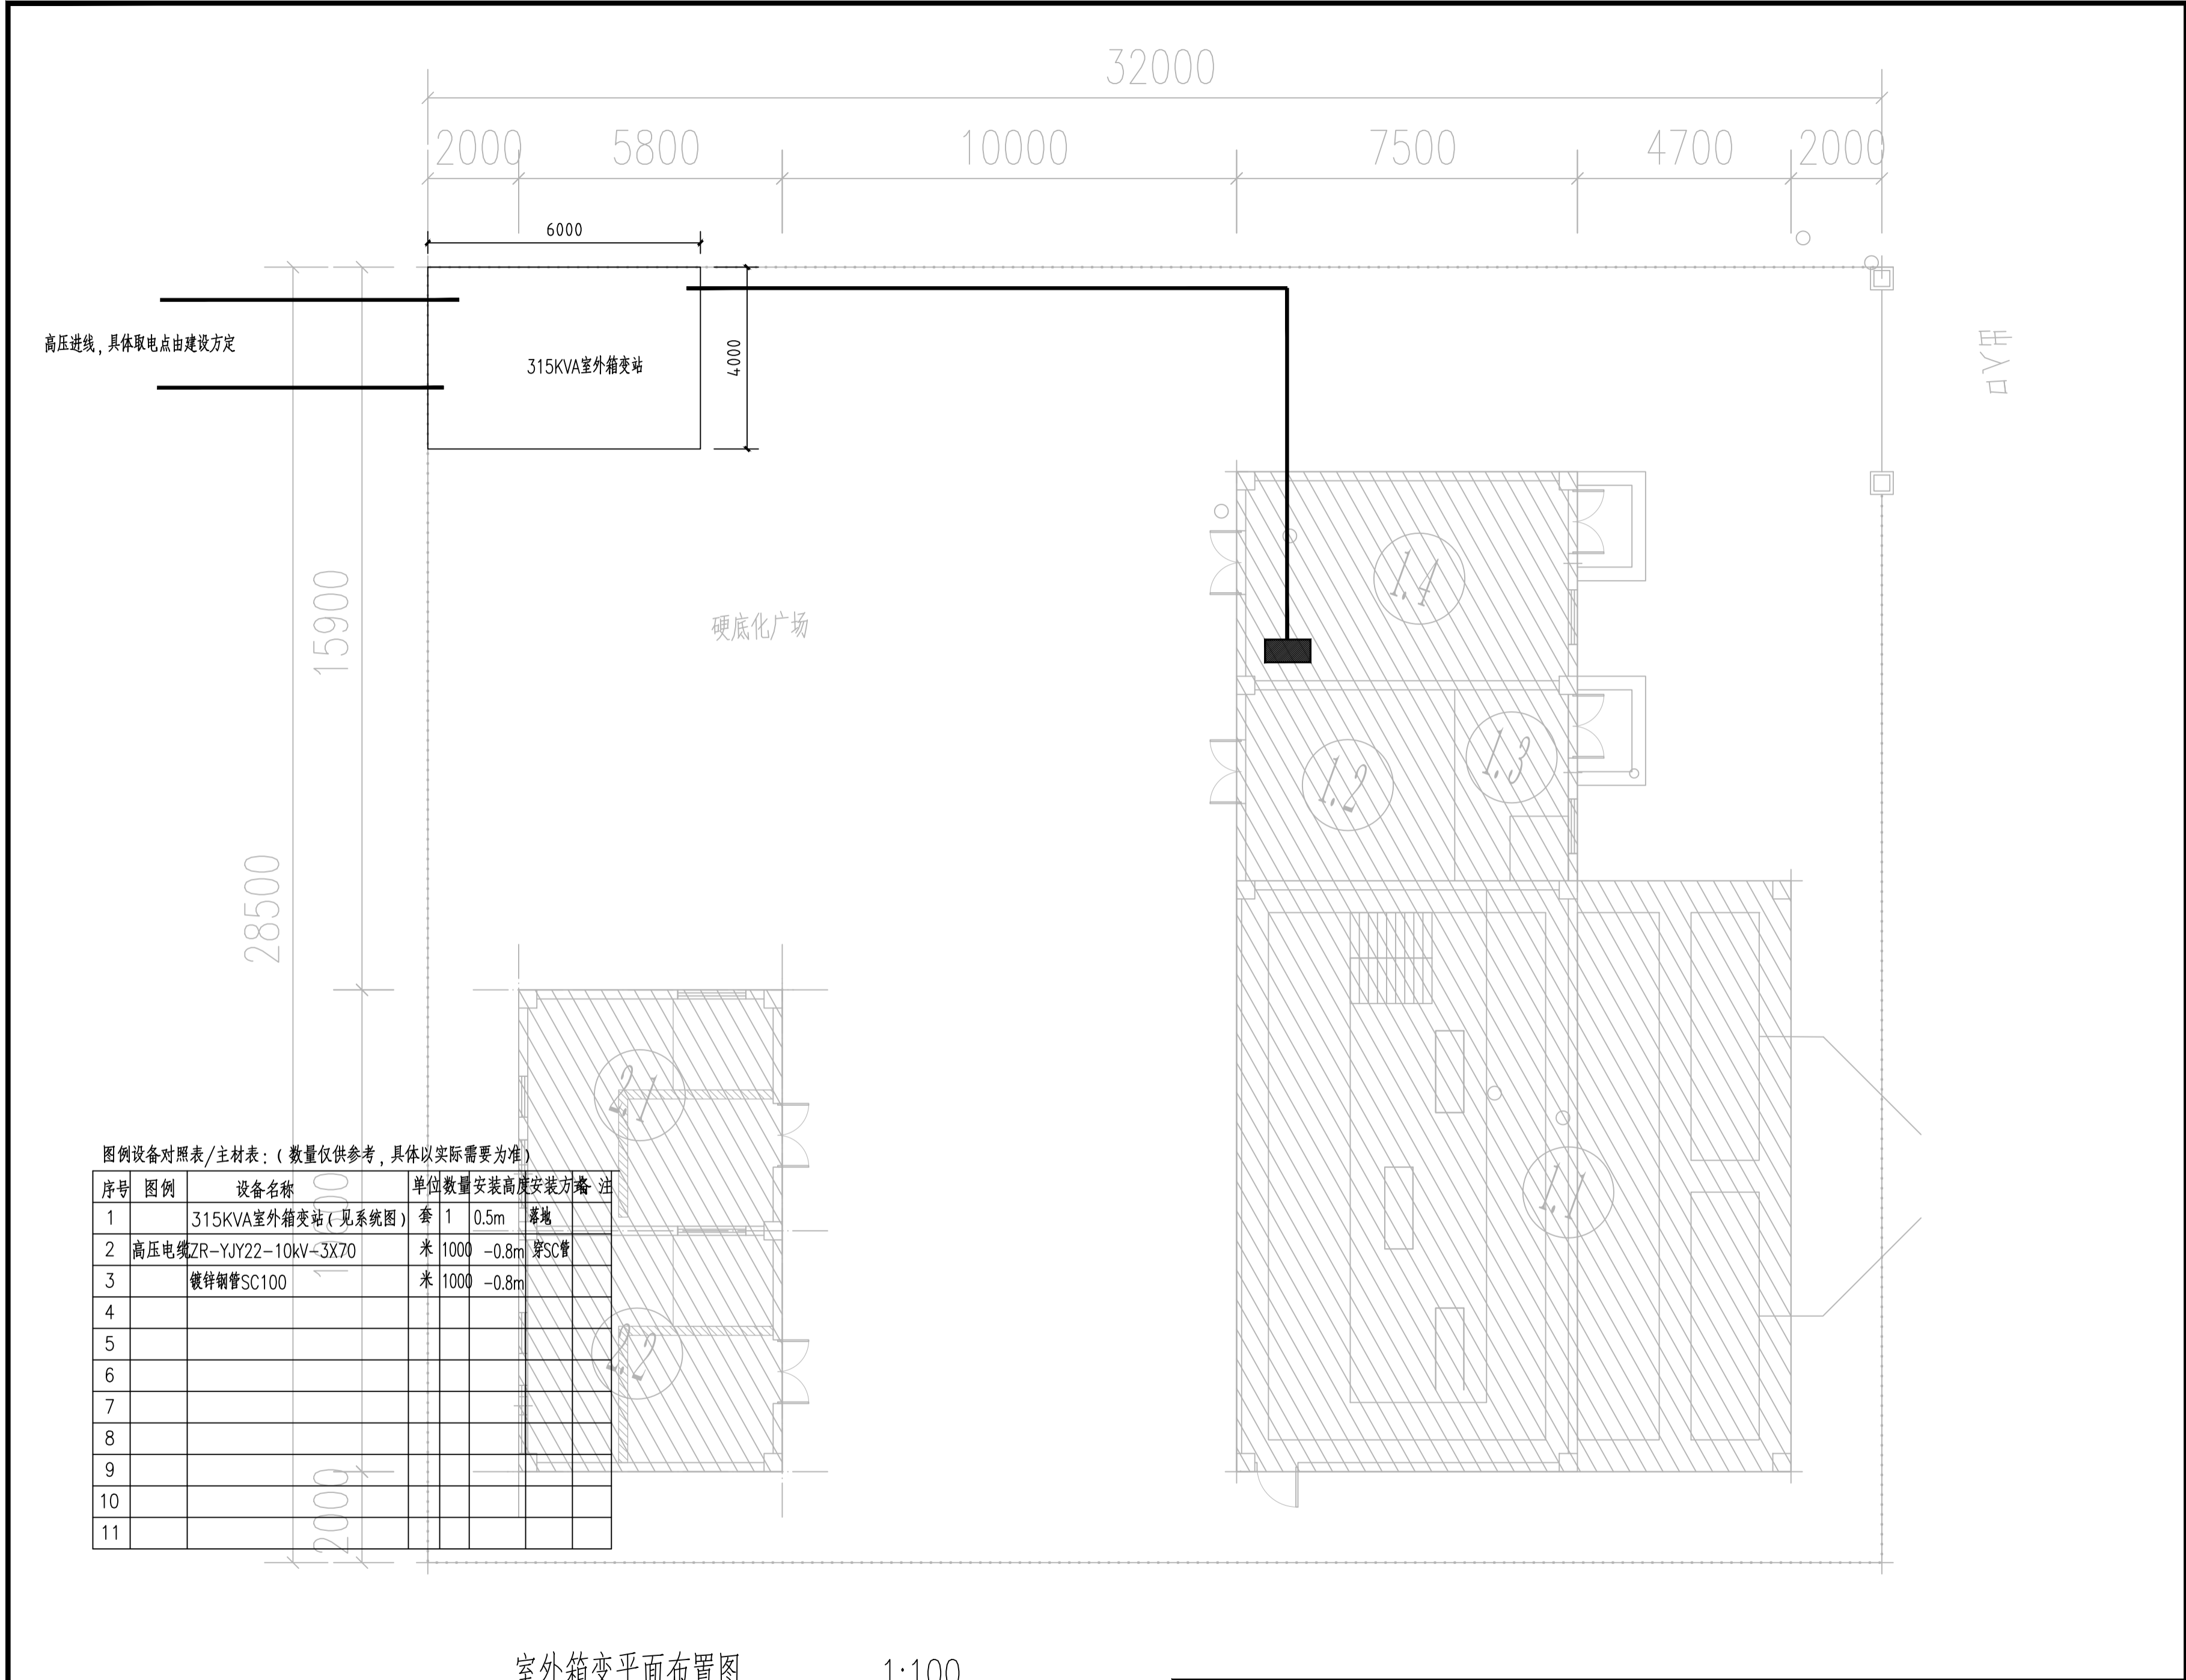 32000
2000 5800 10000 7500 4700 2000
6000
高压进线，具体取电点由建设方定
315KVA室外箱变站
4000
开入口
15900
28500
硬底化广场
1.4
1.2
1.3
2.1
2.2
1.1
2000
图例设备对照表/主材表：（数量仅供参考，具体以实际需要为准）
序号 图例 设备名称 单位 数量 安装高度 安装方式 备 注
1 315KVA室外箱变站（见系统图） 套 1 0.5m 落地
2 高压电缆 ZR-YJY22-10kV-3X70 米 1000 -0.8m 穿SC管
3 镀锌钢管SC100 米 1000 -0.8m
4
5
6
7
8
9
10
11
室外箱变平面布置图 1:100